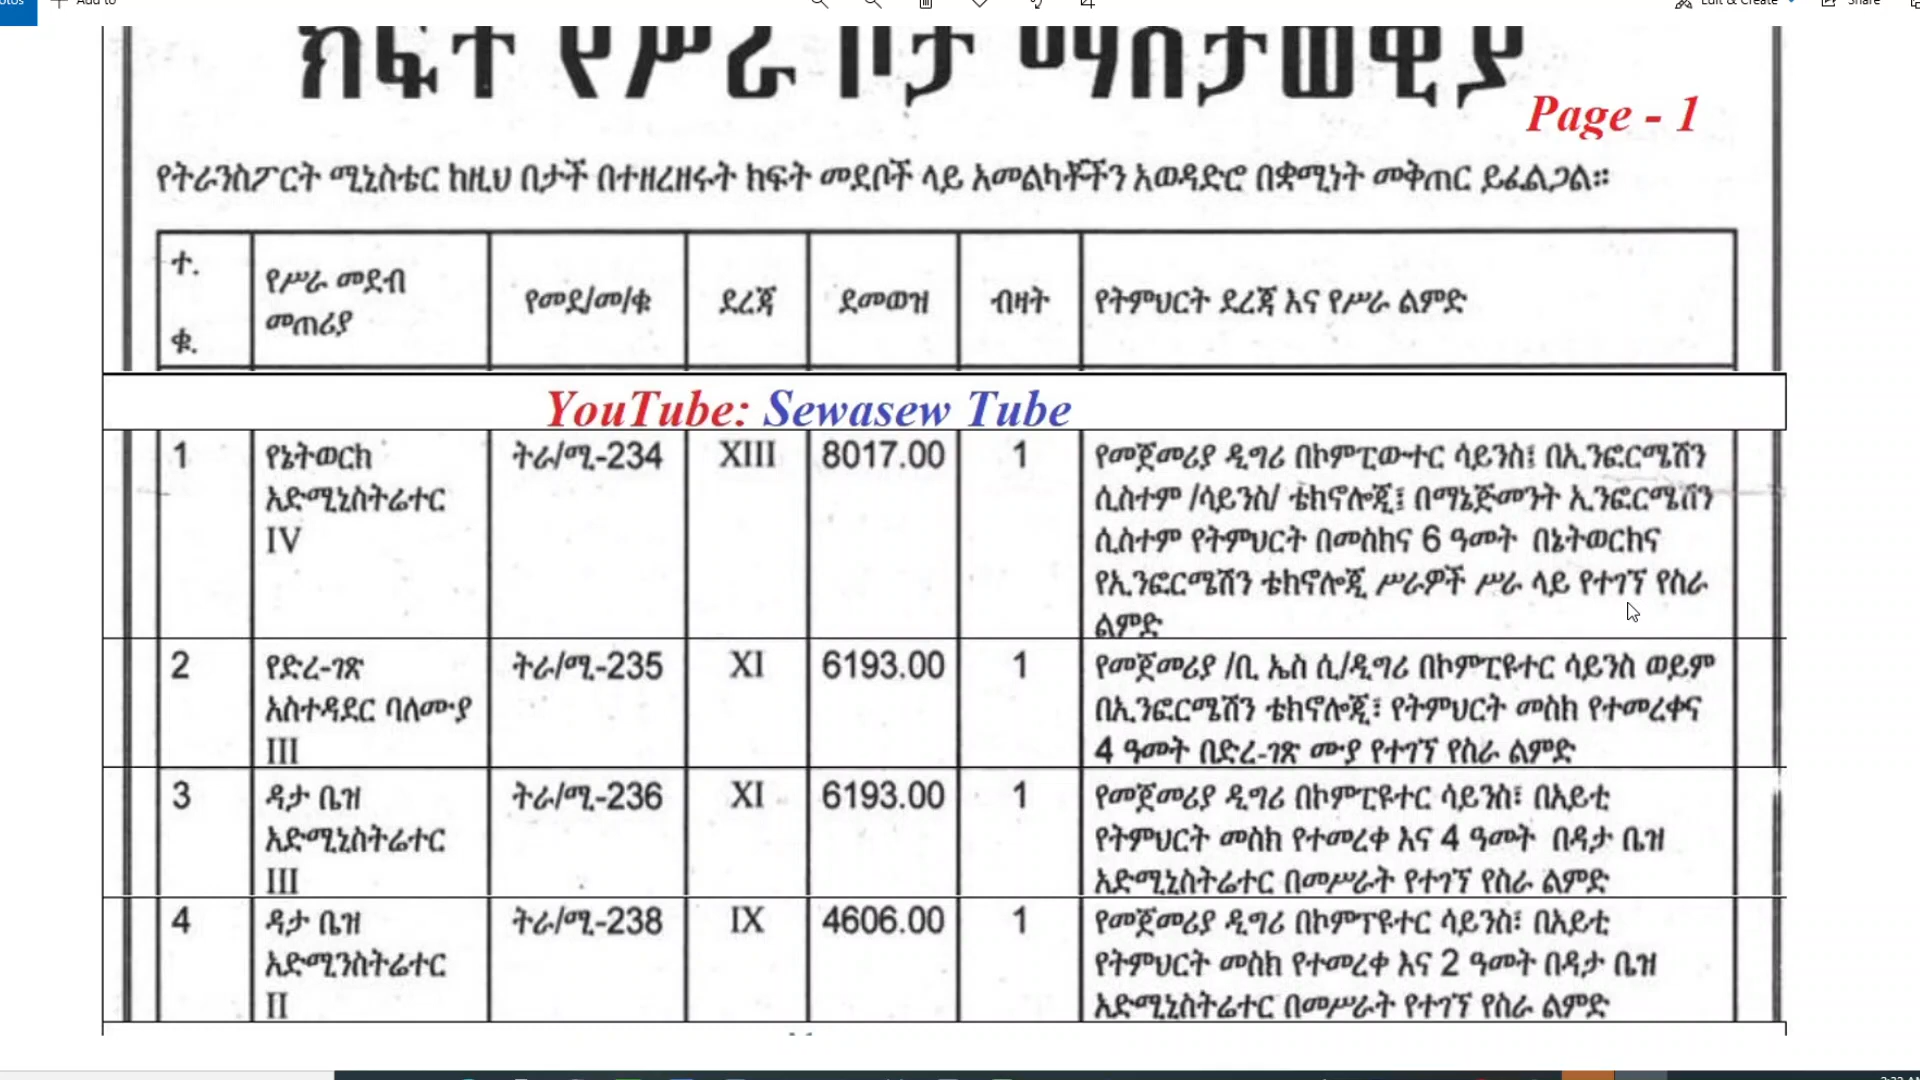 Add to
Edit & Create
Share
ክፍት የሥራ ቦታ ማስታወቂያ
Page - 1
የትራንስፖርት ሚኒስቴር ከዚህ በታች በተዘረዘሩት ክፍት መደቦች ላይ አመልካቾችን አወዳድሮ በቋሚነት መቅጠር ይፈልጋል።
ተ.
ቁ.
የሥራ መደብ
መጠሪያ
የመደ/መ/ቁ
ደረጃ
ደመወዝ
ብዛት
የትምህርት ደረጃ እና የሥራ ልምድ
YouTube: Sewasew Tube
1
የኔትወርክ
አድሚኒስትሬተር
IV
ትራ/ሚ-234
XIII
8017.00
1
የመጀመሪያ ዲግሪ በኮምፒውተር ሳይንስ፤ በኢንፎርሜሽን
ሲስተም /ሳይንስ/ ቴክኖሎጂ፤ በማኔጅመንት ኢንፎርሜሽን
ሲስተም የትምህርት በመስክና 6 ዓመት በኔትወርክና
የኢንፎርሜሽን ቴክኖሎጂ ሥራዎች ሥራ ላይ የተገኘ የስራ
ልምድ
2
የድረ-ገጽ
አስተዳደር ባለሙያ
III
ትራ/ሚ-235
XI
6193.00
1
የመጀመሪያ /ቢ ኤስ ሲ/ዲግሪ በኮምፒዩተር ሳይንስ ወይም
በኢንፎርሜሽን ቴክኖሎጂ፣ የትምህርት መስክ የተመረቀና
4 ዓመት በድረ-ገጽ ሙያ የተገኘ የስራ ልምድ
3
ዳታ ቤዝ
አድሚኒስትሬተር
III
ትራ/ሚ-236
XI
6193.00
1
የመጀመሪያ ዲግሪ በኮምፒዩተር ሳይንስ፣ በአይቲ
የትምህርት መስክ የተመረቀ እና 4 ዓመት በዳታ ቤዝ
አድሚኒስትሬተር በመሥራት የተገኘ የስራ ልምድ
4
ዳታ ቤዝ
አድሚንስትሬተር
II
ትራ/ሚ-238
IX
4606.00
1
የመጀመሪያ ዲግሪ በኮምፕዩተር ሳይንስ፣ በአይቲ
የትምህርት መስክ የተመረቀ እና 2 ዓመት በዳታ ቤዝ
አድሚኒስትሬተር በመሥራት የተገኘ የስራ ልምድ